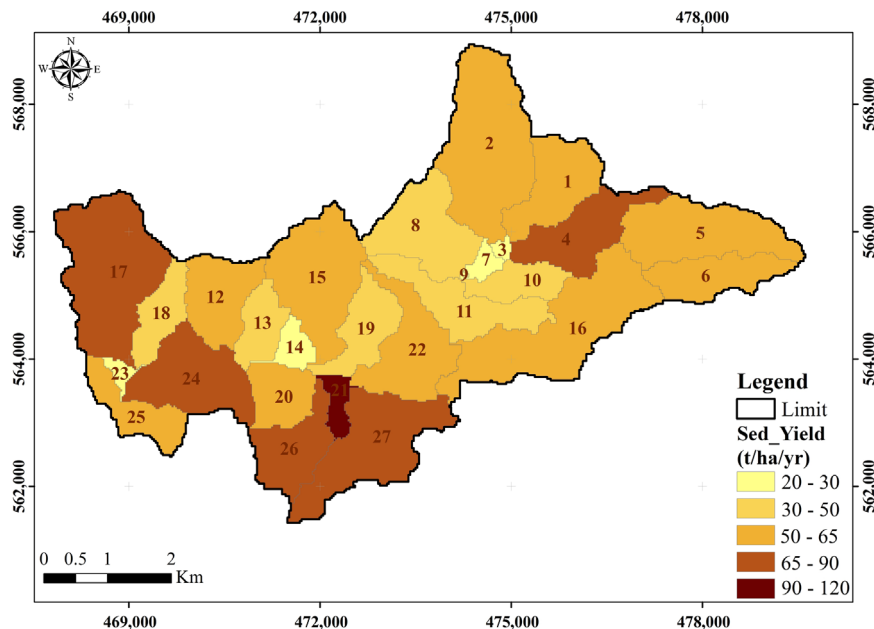 469,000 472,000 475,000 478,000
N
W E
S
568,000 568,000
2
1
566,000 566,000
8
3
4
5
7
17
15
9
6
12
10
18
13
11
16
19
14
22
564,000 564,000
23
24
20
21
25
26
27
Legend
Limit
Sed_Yield
(t/ha/yr)
20 - 30
30 - 50
50 - 65
65 - 90
90 - 120
562,000 562,000
0 0.5 1 2
Km
469,000 472,000 475,000 478,000